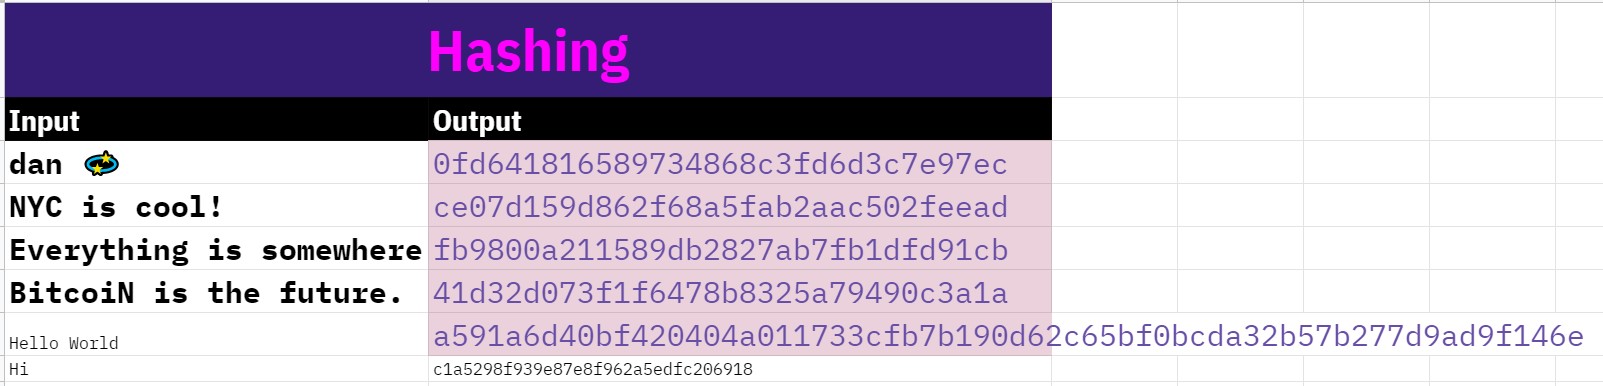 Hashing
Input Output
dan 💫 0fd641816589734868c3fd6d3c7e97ec
NYC is cool! ce07d159d862f68a5fab2aac502feead
Everything is somewhere fb9800a211589db2827ab7fb1dfd91cb
BitcoiN is the future. 41d32d073f1f6478b8325a79490c3a1a
Hello World a591a6d40bf420404a011733cfb7b190d62c65bf0bcda32b57b277d9ad9f146e
Hi c1a5298f939e87e8f962a5edfc206918